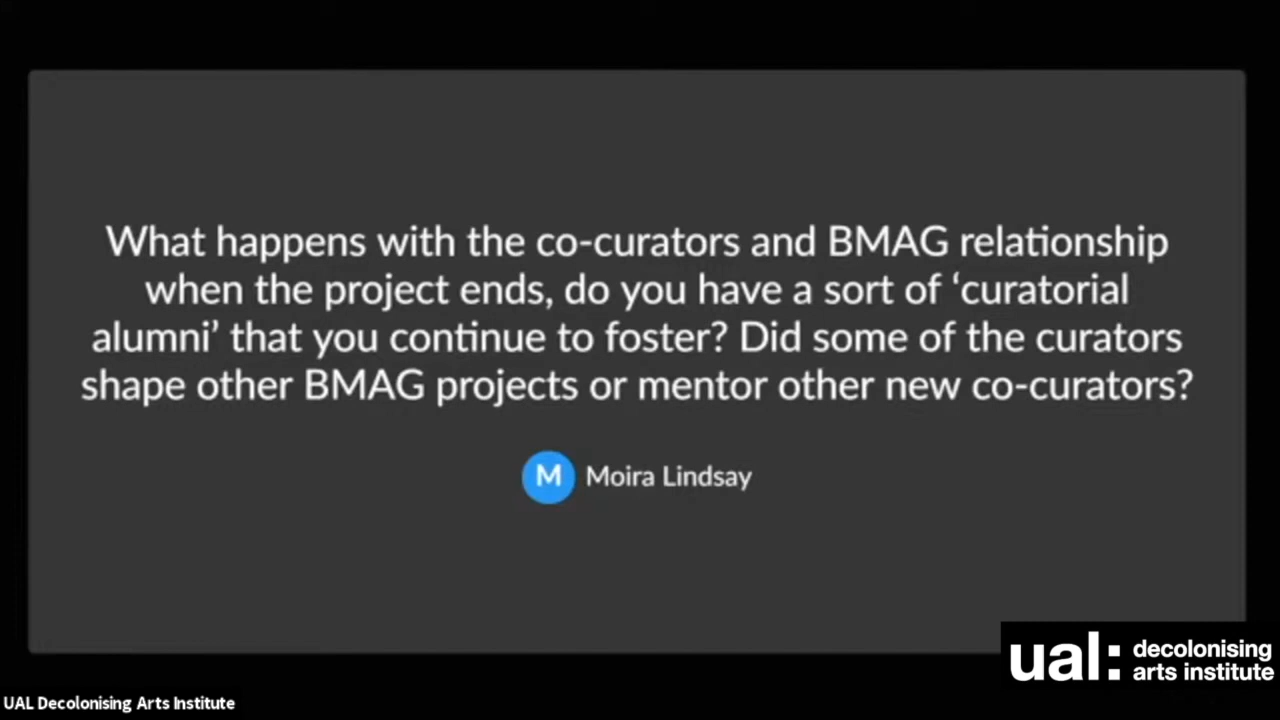 What happens with the co-curators and BMAG relationship
when the project ends, do you have a sort of ‘curatorial
alumni’ that you continue to foster? Did some of the curators
shape other BMAG projects or mentor other new co-curators?
M Moira Lindsay
ual: decolonising
arts institute
UAL Decolonising Arts Institute